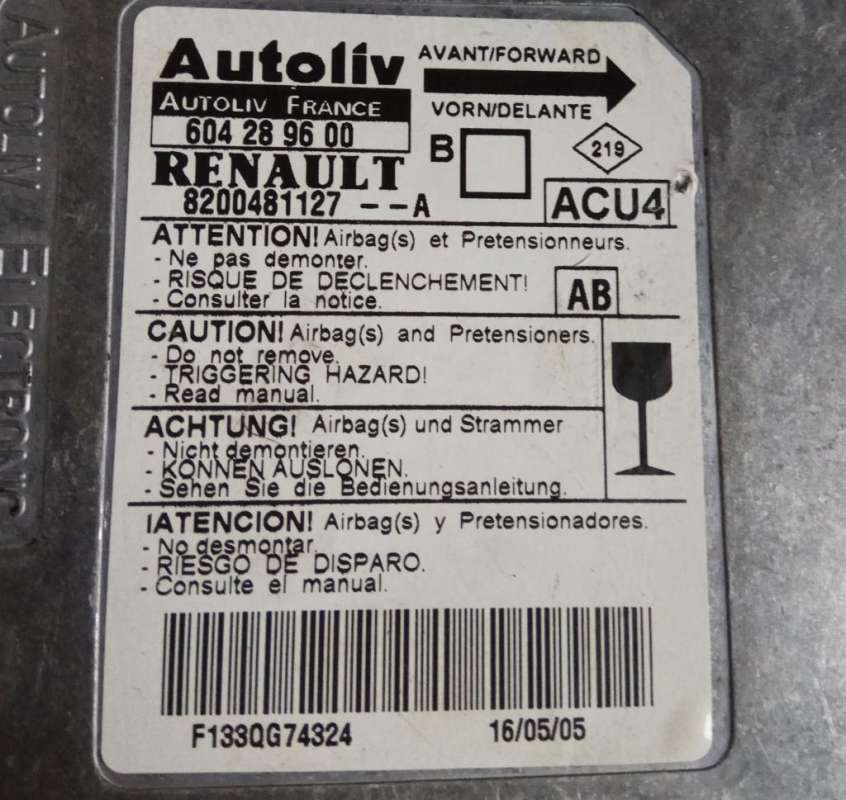 AUTOLIV ELECTRONIC
Autoliv
AVANT/FORWARD
AUTOLIV FRANCE
VORN/DELANTE
604 28 96 00
B
219
RENAULT
8200481127 --A
ACU4
ATTENTION! Airbag(s) et Pretensionneurs.
- Ne pas demonter.
- RISQUE DE DECLENCHEMENT!
- Consulter la notice.
AB
CAUTION! Airbag(s) and Pretensioners.
- Do not remove.
- TRIGGERING HAZARD!
- Read manual.
ACHTUNG! Airbag(s) und Strammer
- Nicht demontieren.
- KONNEN AUSLONEN.
- Sehen Sie die Bedienungsanleitung.
¡ATENCION! Airbag(s) y Pretensionadores.
- No desmontar.
- RIESGO DE DISPARO.
- Consulte el manual.
F133QG74324
16/05/05